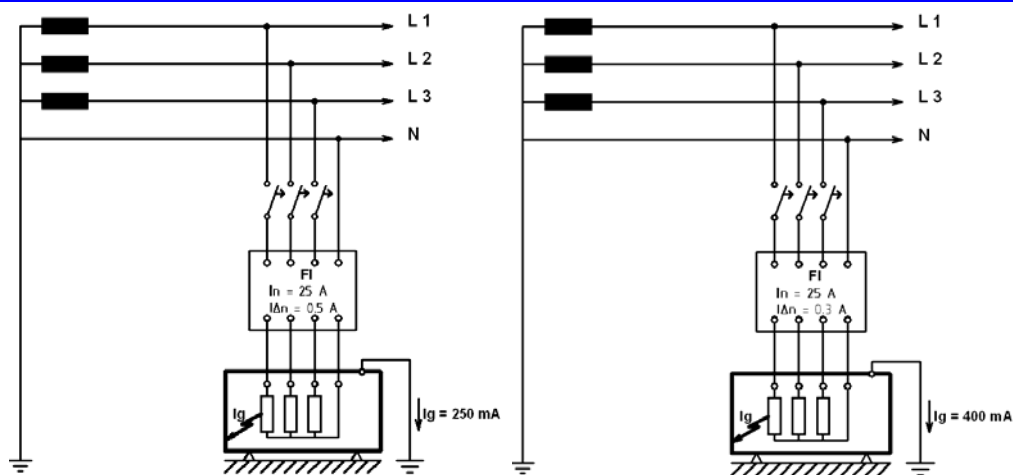 L 1
L 2
L 3
N
FI
In = 25 A
IΔn = 0.5 A
Ig
Ig = 250 mA
L 1
L 2
L 3
N
FI
In = 25 A
IΔn = 0.3 A
Ig
Ig = 400 mA